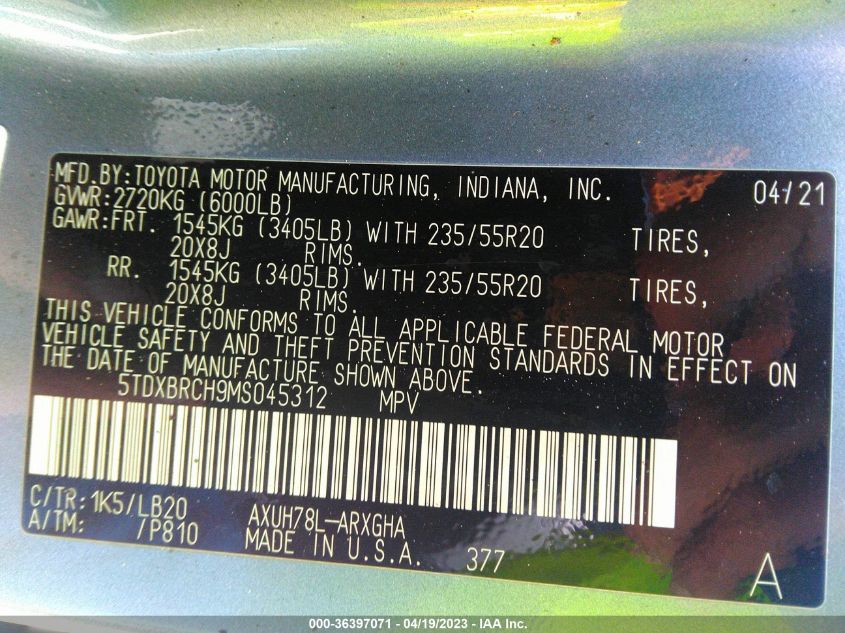 MFD.BY:TOYOTA MOTOR MANUFACTURING, INDIANA, INC. 04/21
GVWR:2720KG (6000LB)
GAWR:FRT. 1545KG (3405LB) WITH 235/55R20 TIRES,
20X8J RIMS.
RR. 1545KG (3405LB) WITH 235/55R20 TIRES,
20X8J RIMS.
THIS VEHICLE CONFORMS TO ALL APPLICABLE FEDERAL MOTOR
VEHICLE SAFETY AND THEFT PREVENTION STANDARDS IN EFFECT ON
THE DATE OF MANUFACTURE SHOWN ABOVE.
5TDXBRCH9MS045312 MPV
C/TR:1K5/LB20 AXUH78L-ARXGHA
A/TM: /P810 MADE IN U.S.A. 377 A
000-36397071 - 04/19/2023 - IAA Inc.